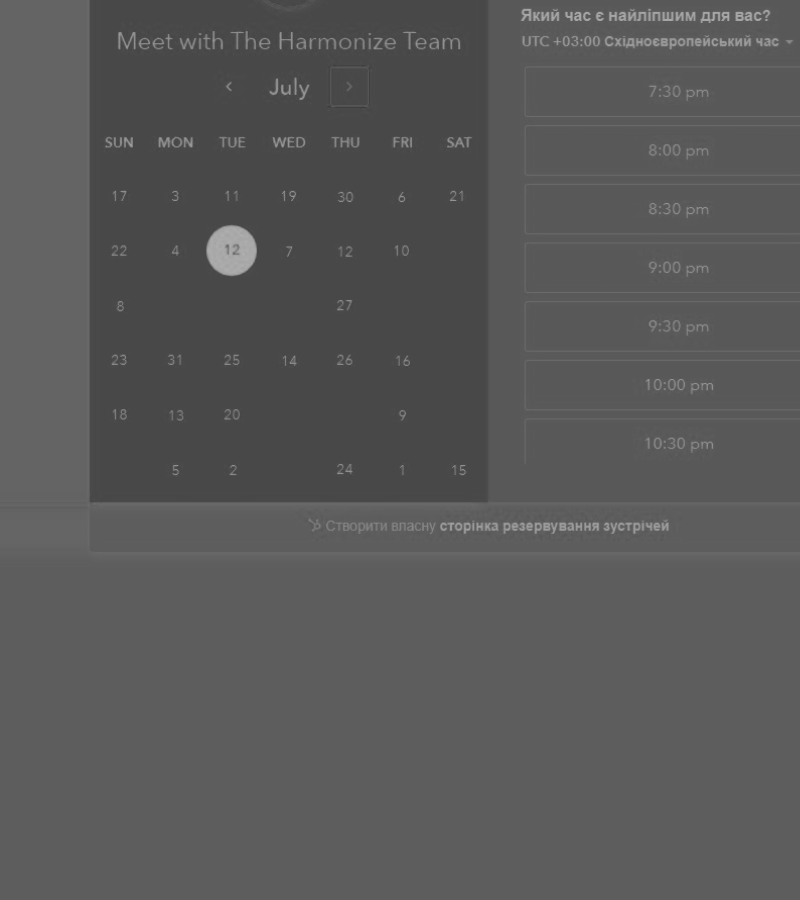 Meet with The Harmonize Team
July
SUN MON TUE WED THU FRI SAT
17 3 11 19 30 6 21
22 4 12 7 12 10
8 27
23 31 25 14 26 16
18 13 20 9
5 2 24 1 15
Який час є найліпшим для вас?
UTC +03:00 Східноєвропейський час
7:30 pm
8:00 pm
8:30 pm
9:00 pm
9:30 pm
10:00 pm
10:30 pm
Створити власну сторінка резервування зустрічей